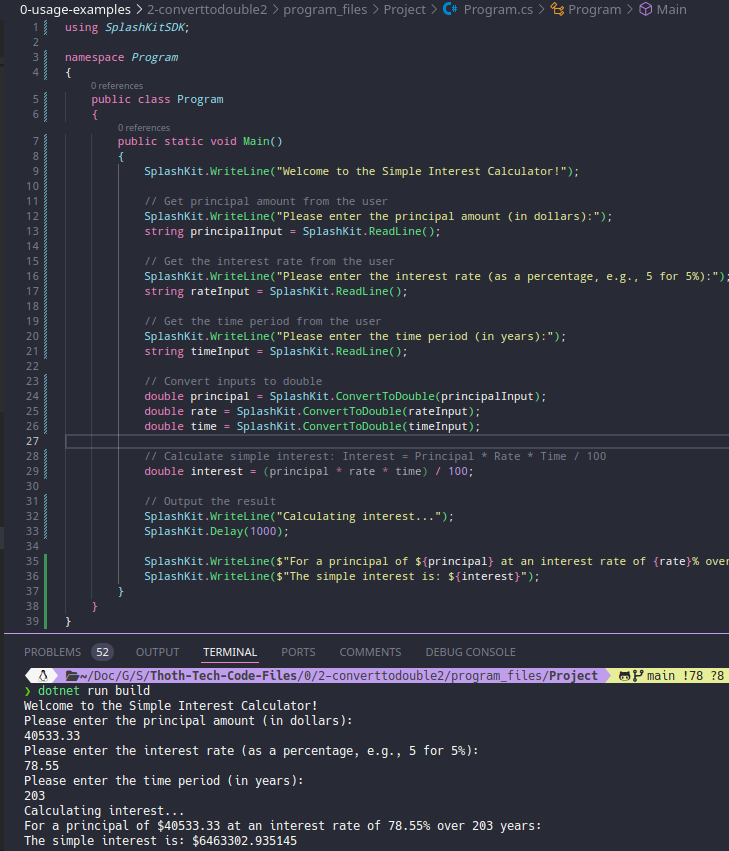 0-usage-examples > 2-converttodouble2 > program_files > Project > C# Program.cs > Program > Main
1 using SplashKitSDK;
2
3 namespace Program
4 {
0 references
5 public class Program
6 {
0 references
7 public static void Main()
8 {
9 SplashKit.WriteLine("Welcome to the Simple Interest Calculator!");
10
11 // Get principal amount from the user
12 SplashKit.WriteLine("Please enter the principal amount (in dollars):");
13 string principalInput = SplashKit.ReadLine();
14
15 // Get the interest rate from the user
16 SplashKit.WriteLine("Please enter the interest rate (as a percentage, e.g., 5 for 5%):");
17 string rateInput = SplashKit.ReadLine();
18
19 // Get the time period from the user
20 SplashKit.WriteLine("Please enter the time period (in years):");
21 string timeInput = SplashKit.ReadLine();
22
23 // Convert inputs to double
24 double principal = SplashKit.ConvertToDouble(principalInput);
25 double rate = SplashKit.ConvertToDouble(rateInput);
26 double time = SplashKit.ConvertToDouble(timeInput);
27
28 // Calculate simple interest: Interest = Principal * Rate * Time / 100
29 double interest = (principal * rate * time) / 100;
30
31 // Output the result
32 SplashKit.WriteLine("Calculating interest...");
33 SplashKit.Delay(1000);
34
35 SplashKit.WriteLine($"For a principal of ${principal} at an interest rate of {rate}% over
36 SplashKit.WriteLine($"The simple interest is: ${interest}");
37 }
38 }
39 }
PROBLEMS 52 OUTPUT TERMINAL PORTS COMMENTS DEBUG CONSOLE
~/Doc/G/S/Thoth-Tech-Code-Files/0/2-converttodouble2/program_files/Project main !78 ?8
❯ dotnet run build
Welcome to the Simple Interest Calculator!
Please enter the principal amount (in dollars):
40533.33
Please enter the interest rate (as a percentage, e.g., 5 for 5%):
78.55
Please enter the time period (in years):
203
Calculating interest...
For a principal of $40533.33 at an interest rate of 78.55% over 203 years:
The simple interest is: $6463302.935145